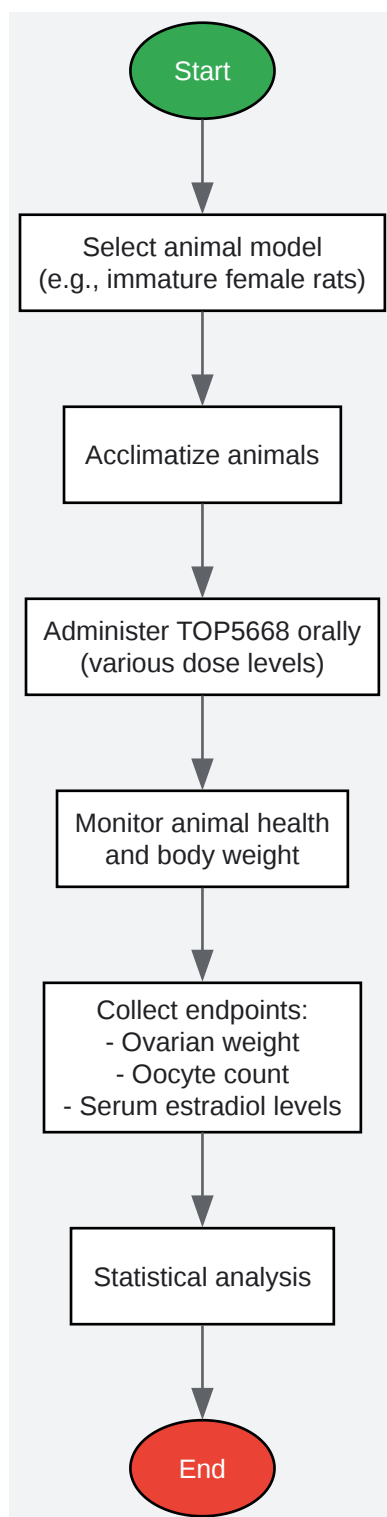 Start
Select animal model
(e.g., immature female rats)
Acclimatize animals
Administer TOP5668 orally
(various dose levels)
Monitor animal health
and body weight
Collect endpoints:
- Ovarian weight
- Oocyte count
- Serum estradiol levels
Statistical analysis
End